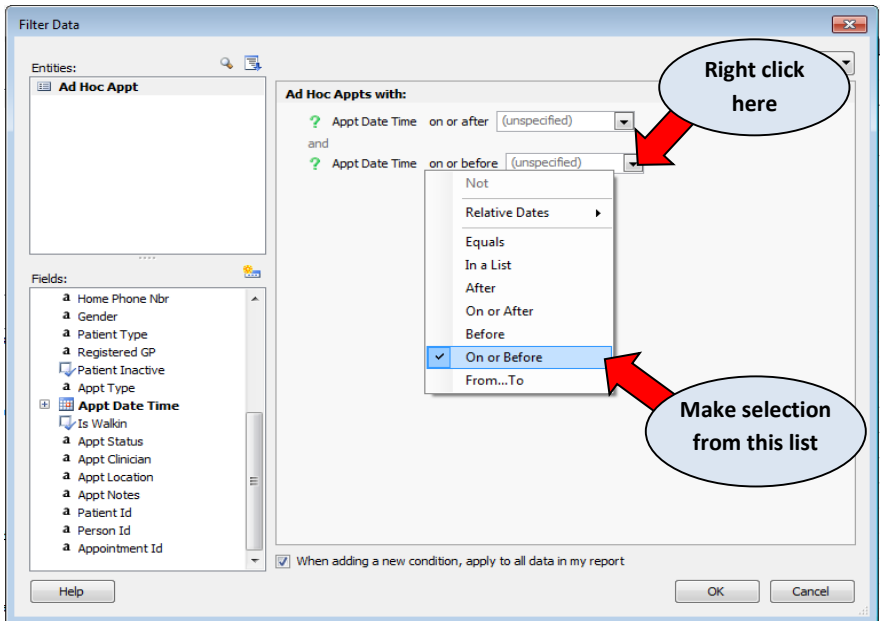 Filter Data
Entities:
Ad Hoc Appt
Ad Hoc Appts with:
Right click
here
? Appt Date Time on or after (unspecified)
and
? Appt Date Time on or before (unspecified)
Not
Relative Dates
Equals
In a List
After
On or After
Before
On or Before
From...To
Make selection
from this list
Fields:
a Home Phone Nbr
a Gender
a Patient Type
a Registered GP
Patient Inactive
a Appt Type
Appt Date Time
Is Walkin
a Appt Status
a Appt Clinician
a Appt Location
a Appt Notes
a Patient Id
a Person Id
a Appointment Id
When adding a new condition, apply to all data in my report
Help
OK
Cancel